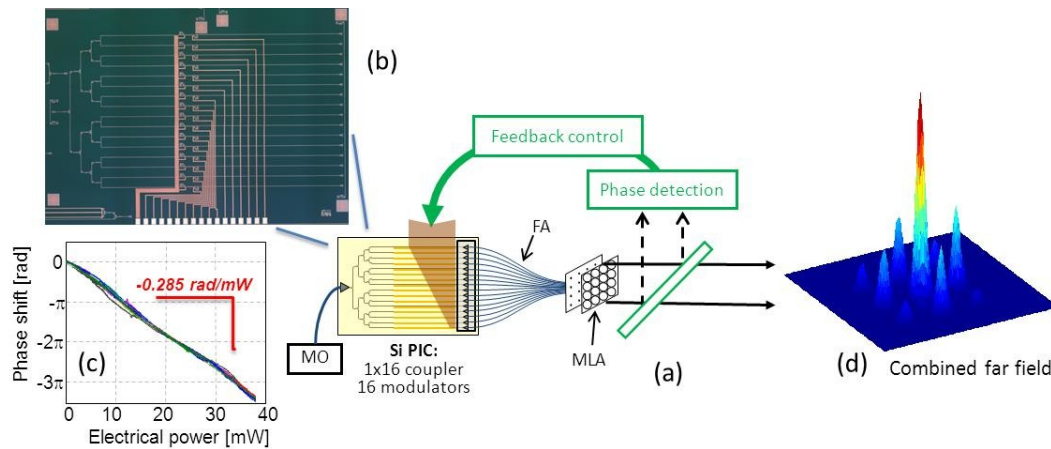 (b)
Feedback control
Phase detection
FA
MO
Si PIC:
1x16 coupler
16 modulators
MLA
(a)
Phase shift [rad]
0
-π
-2π
-3π
-0.285 rad/mW
(c)
0
10
20
30
40
Electrical power [mW]
(d)
Combined far field